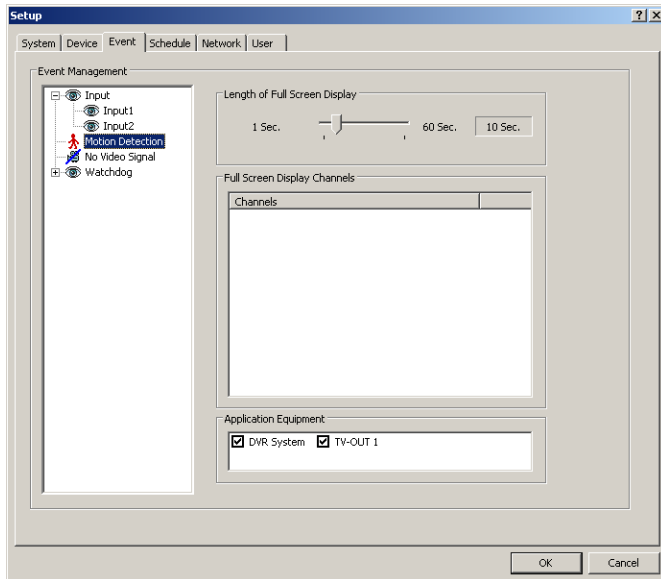 Setup
System Device Event Schedule Network User
Event Management
Input
Input1
Input2
Motion Detection
No Video Signal
Watchdog
Length of Full Screen Display
1 Sec. 60 Sec. 10 Sec.
Full Screen Display Channels
Channels
Application Equipment
DVR System TV-OUT 1
OK Cancel